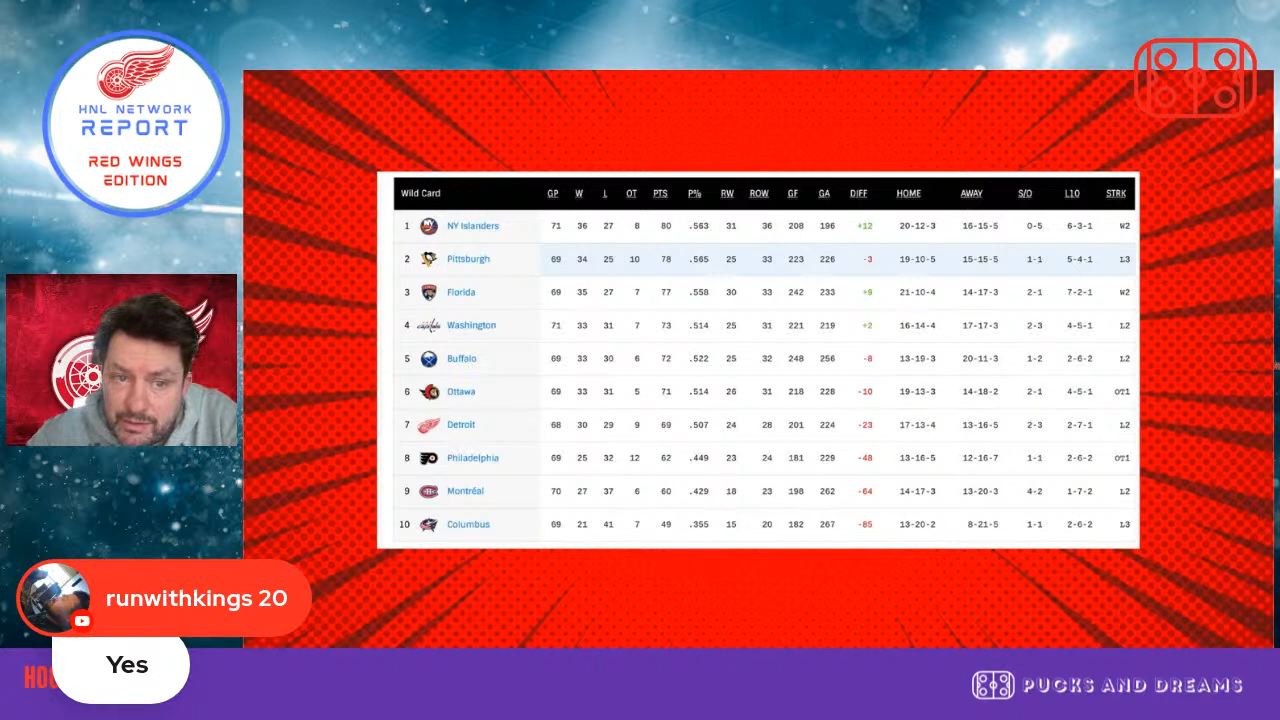 HNL NETWORK
REPORT
RED WINGS
EDITION
Wild Card GP W L OT PTS P% RW ROW GF GA DIFF HOME AWAY S/O L10 STRK
1 NY Islanders 71 36 27 8 80 .563 31 36 208 196 +12 20-12-3 16-15-5 0-5 6-3-1 W2
2 Pittsburgh 69 34 25 10 78 .565 25 33 223 226 -3 19-10-5 15-15-5 1-1 5-4-1 L3
3 Florida 69 35 27 7 77 .558 30 33 242 233 +9 21-10-4 14-17-3 2-1 7-2-1 W2
4 Washington 71 33 31 7 73 .514 25 31 221 219 +2 16-14-4 17-17-3 2-3 4-5-1 L2
5 Buffalo 69 33 30 6 72 .522 25 32 248 256 -8 13-19-3 20-11-3 1-2 2-6-2 L2
6 Ottawa 69 33 31 5 71 .514 26 31 218 228 -10 19-13-3 14-18-2 2-1 4-5-1 OT1
7 Detroit 68 30 29 9 69 .507 24 28 201 224 -23 17-13-4 13-16-5 2-3 2-7-1 L2
8 Philadelphia 69 25 32 12 62 .449 23 24 181 229 -48 13-16-5 12-16-7 1-1 2-6-2 OT1
9 Montréal 70 27 37 6 60 .429 18 23 198 262 -64 14-17-3 13-20-3 4-2 1-7-2 L2
10 Columbus 69 21 41 7 49 .355 15 20 182 267 -85 13-20-2 8-21-5 1-1 2-6-2 L3
runwithkings 20
Yes
PUCKS AND DREAMS